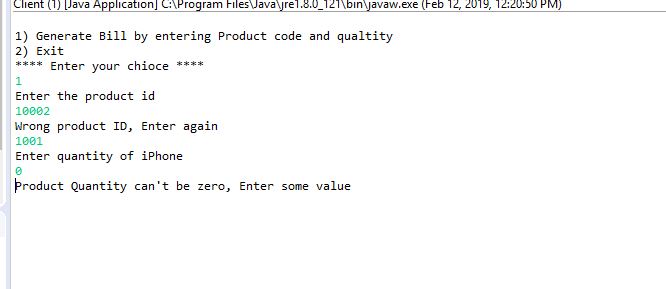 Client (1) [Java Application] C:\Program Files\Java\jre1.8.0_121\bin\javaw.exe (Feb 12, 2019, 12:20:50 PM)
1) Generate Bill by entering Product code and qualtity
2) Exit
**** Enter your chioce ****
1
Enter the product id
10002
Wrong product ID, Enter again
1001
Enter quantity of iPhone
0
Product Quantity can't be zero, Enter some value